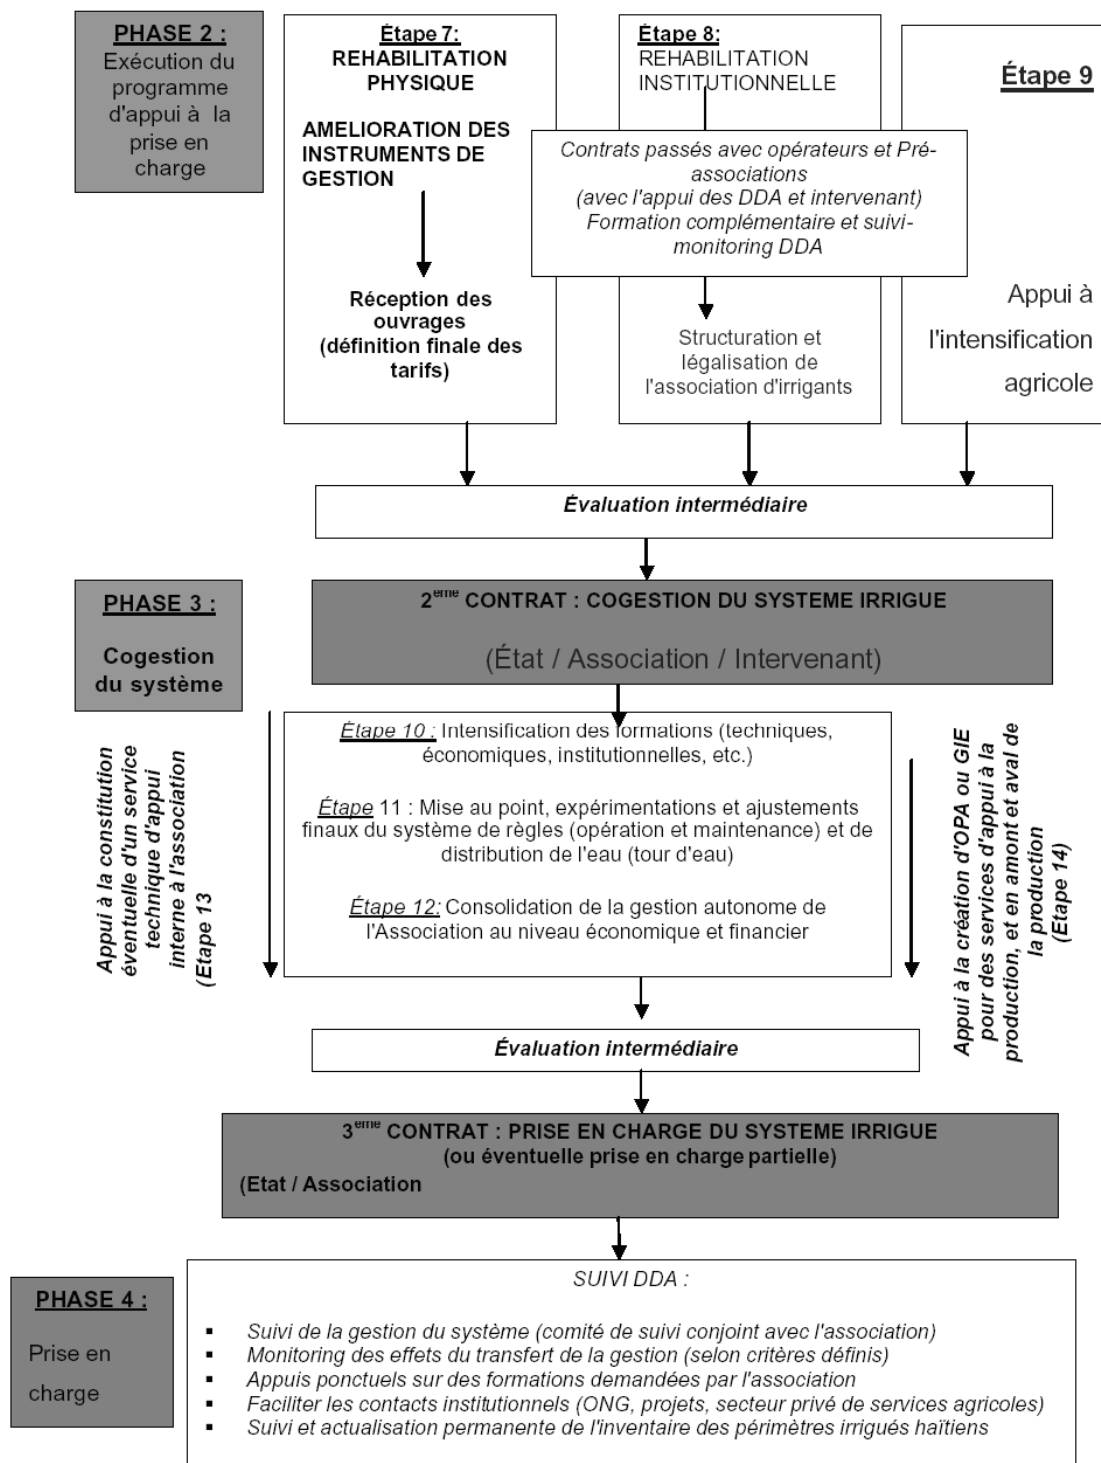 PHASE 2 :
Exécution du
programme
d'appui à la
prise en
charge
Étape 7:
REHABILITATION
PHYSIQUE
AMELIORATION DES
INSTRUMENTS DE
GESTION
Réception des
ouvrages
(définition finale des
tarifs)
Étape 8:
REHABILITATION
INSTITUTIONNELLE
Contrats passés avec opérateurs et Pré-
associations
(avec l'appui des DDA et intervenant)
Formation complémentaire et suivi-
monitoring DDA
Structuration et
légalisation de
l'association d'irrigants
Étape 9
Appui à
l'intensification
agricole
Évaluation intermédiaire
PHASE 3 :
Cogestion
du système
2eme CONTRAT : COGESTION DU SYSTEME IRRIGUE
(État / Association / Intervenant)
Appui à la constitution
éventuelle d'un service
technique d'appui
interne à l'association
(Etape 13
Étape 10 : Intensification des formations (techniques,
économiques, institutionnelles, etc.)
Étape 11 : Mise au point, expérimentations et ajustements
finaux du système de règles (opération et maintenance) et de
distribution de l'eau (tour d'eau)
Étape 12: Consolidation de la gestion autonome de
l'Association au niveau économique et financier
Appui à la création d'OPA ou GIE
pour des services d'appui à la
production, et en amont et aval de
la production
(Etape 14)
Évaluation intermédiaire
3eme CONTRAT : PRISE EN CHARGE DU SYSTEME IRRIGUE
(ou éventuelle prise en charge partielle)
(Etat / Association
PHASE 4 :
Prise en
charge
SUIVI DDA :
▪ Suivi de la gestion du système (comité de suivi conjoint avec l'association)
▪ Monitoring des effets du transfert de la gestion (selon critères définis)
▪ Appuis ponctuels sur des formations demandées par l'association
▪ Faciliter les contacts institutionnels (ONG, projets, secteur privé de services agricoles)
▪ Suivi et actualisation permanente de l'inventaire des périmètres irrigués haïtiens